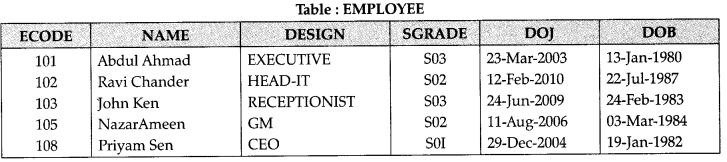 Table : EMPLOYEE
ECODE NAME DESIGN SGRADE DOJ DOB
101 Abdul Ahmad EXECUTIVE S03 23-Mar-2003 13-Jan-1980
102 Ravi Chander HEAD-IT S02 12-Feb-2010 22-Jul-1987
103 John Ken RECEPTIONIST S03 24-Jun-2009 24-Feb-1983
105 NazarAmeen GM S02 11-Aug-2006 03-Mar-1984
108 Priyam Sen CEO S0I 29-Dec-2004 19-Jan-1982